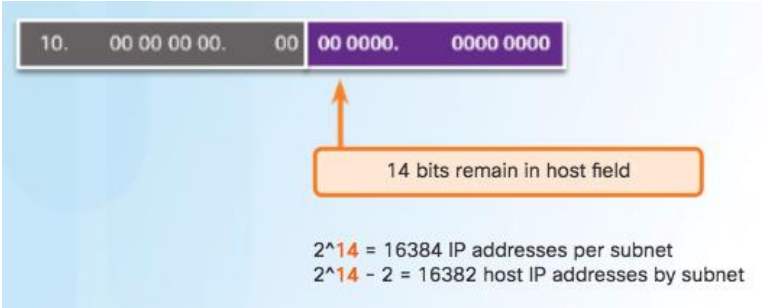 10. 00 00 00 00. 00 00 0000. 0000 0000
14 bits remain in host field
2^14 = 16384 IP addresses per subnet
2^14 - 2 = 16382 host IP addresses by subnet